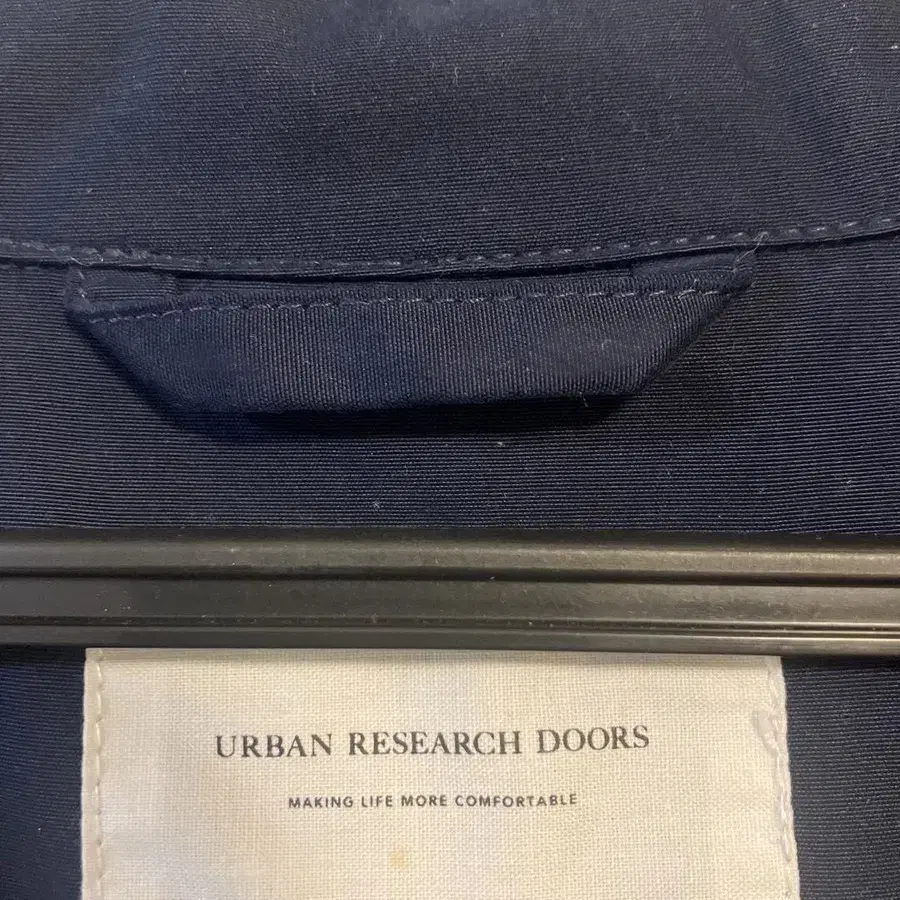 URBAN RESEARCH DOORS
MAKING LIFE MORE COMFORTABLE